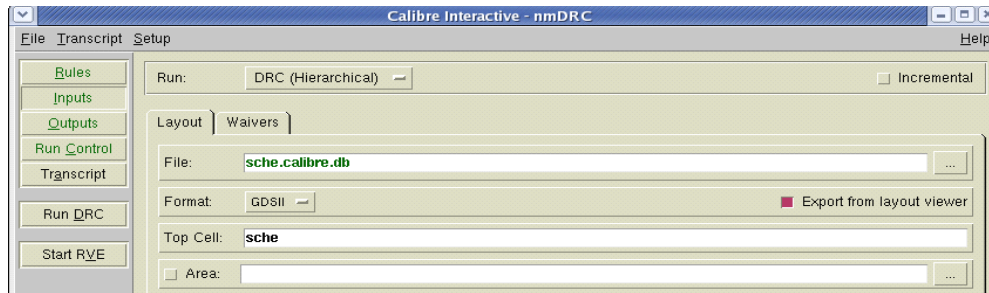 Calibre Interactive - nmDRC
File Transcript Setup Help
Rules
Inputs
Outputs
Run Control
Transcript
Run DRC
Start RVE
Run: DRC (Hierarchical) Incremental
Layout Waivers
File: sche.calibre.db ...
Format: GDSII Export from layout viewer
Top Cell: sche
Area: ...